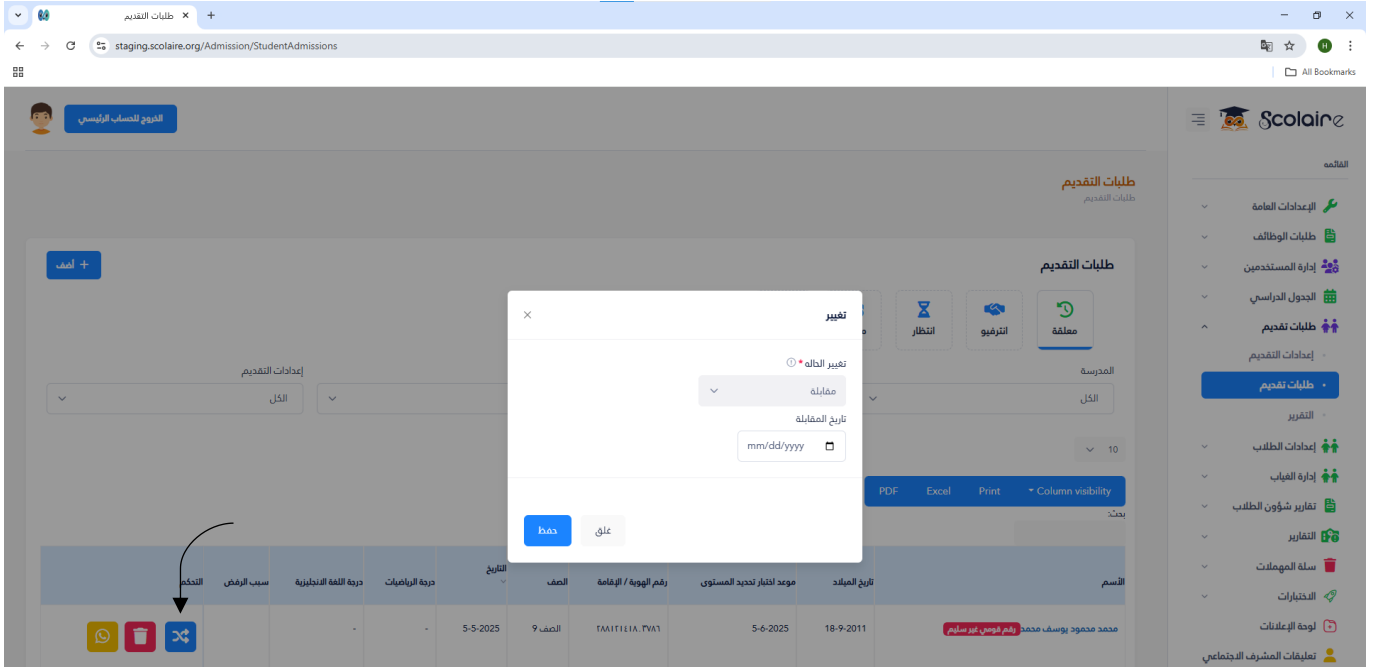 طلبات التقديم
staging.scolaire.org/Admission/StudentAdmissions
H
All Bookmarks
Scolaire
الخروج للحساب الرئيسي
القائمه
الإعدادات العامة
طلبات الوظائف
إدارة المستخدمين
الجدول الدراسي
طلبات تقديم
إعدادات التقديم
طلبات تقديم
التقرير
إعدادات الطلاب
إدارة الغياب
تقارير شؤون الطلاب
التقارير
سلة المهملات
الاختبارات
لوحة الإعلانات
تعليقات المشرف الاجتماعي
طلبات التقديم
طلبات التقديم
طلبات التقديم
+ أضف
معلقة
انترفيو
انتظار
المدرسة
إعدادات التقديم
الكل
الكل
10
Column visibility
Print
Excel
PDF
بحث:
تغيير
×
تغيير الحاله *
مقابلة
تاريخ المقابلة
mm/dd/yyyy
غلق
حفظ
الأسم تاريخ الميلاد موعد اختبار تحديد المستوى رقم الهوية / الإقامة الصف التاريخ درجة الرياضيات درجة اللغة الانجليزية سبب الرفض التحكم
محمد محمود يوسف محمد رقم قومي غير سليم 18-9-2011 5-6-2025 الصف 9 5-5-2025 - -